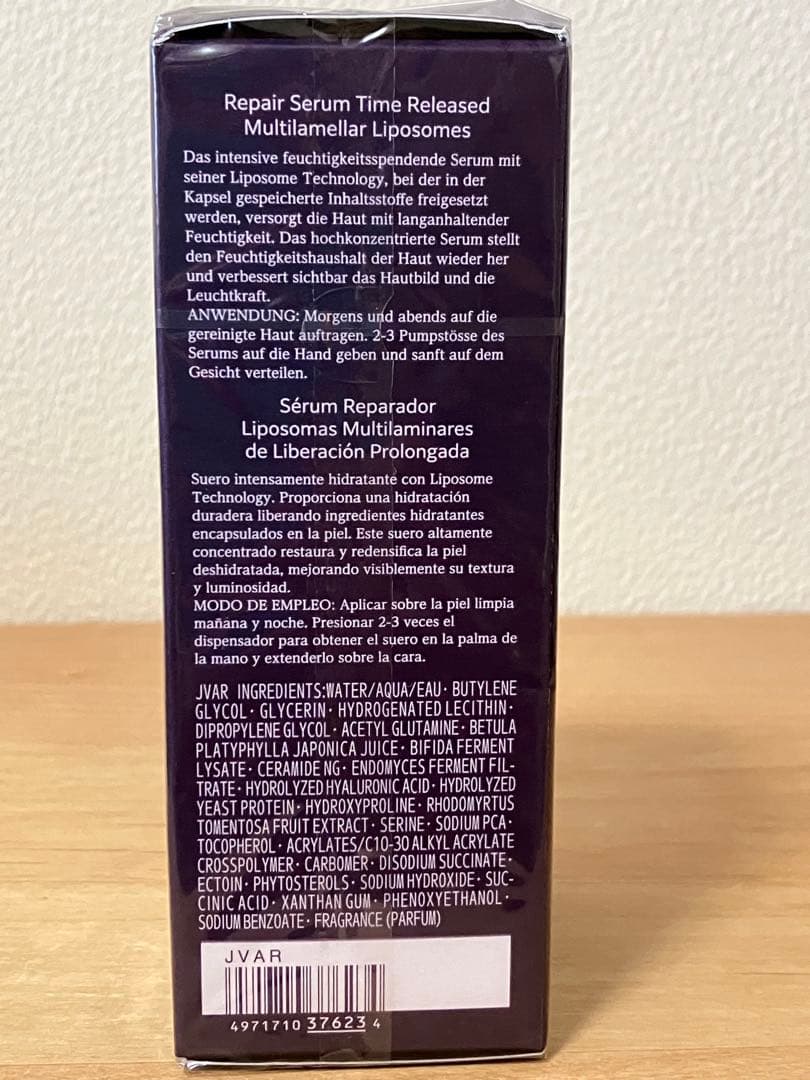 Repair Serum Time Released
Multilamellar Liposomes
Das intensive feuchtigkeitsspendende Serum mit
seiner Liposome Technology, bei der in der
Kapsel gespeicherte Inhaltsstoffe freigesetzt
werden, versorgt die Haut mit langanhaltender
Feuchtigkeit. Das hochkonzentrierte Serum stellt
den Feuchtigkeitshaushalt der Haut wieder her
und verbessert sichtbar das Hautbild und die
Leuchtkraft.
ANWENDUNG: Morgens und abends auf die
gereinigte Haut auftragen. 2-3 Pumpstösse des
Serums auf die Hand geben und sanft auf dem
Gesicht verteilen.
Sérum Reparador
Liposomas Multilaminares
de Liberación Prolongada
Suero intensamente hidratante con Liposome
Technology. Proporciona una hidratación
duradera liberando ingredientes hidratantes
encapsulados en la piel. Este suero altamente
concentrado restaura y redensifica la piel
deshidratada, mejorando visiblemente su textura
y luminosidad.
MODO DE EMPLEO: Aplicar sobre la piel limpia
mañana y noche. Presionar 2-3 veces el
dispensador para obtener el suero en la palma de
la mano y extenderlo sobre la cara.
JVAR INGREDIENTS:WATER/AQUA/EAU· BUTYLENE
GLYCOL· GLYCERIN· HYDROGENATED LECITHIN·
DIPROPYLENE GLYCOL· ACETYL GLUTAMINE· BETULA
PLATYPHYLLA JAPONICA JUICE· BIFIDA FERMENT
LYSATE· CERAMIDE NG· ENDOMYCES FERMENT FIL-
TRATE· HYDROLYZED HYALURONIC ACID· HYDROLYZED
YEAST PROTEIN· HYDROXYPROLINE· RHODOMYRTUS
TOMENTOSA FRUIT EXTRACT· SERINE· SODIUM PCA·
TOCOPHEROL· ACRYLATES/C10-30 ALKYL ACRYLATE
CROSSPOLYMER· CARBOMER· DISODIUM SUCCINATE·
ECTOIN· PHYTOSTEROLS· SODIUM HYDROXIDE· SUC-
CINIC ACID· XANTHAN GUM· PHENOXYETHANOL·
SODIUM BENZOATE· FRAGRANCE (PARFUM)
JVAR
4971710 37623 4